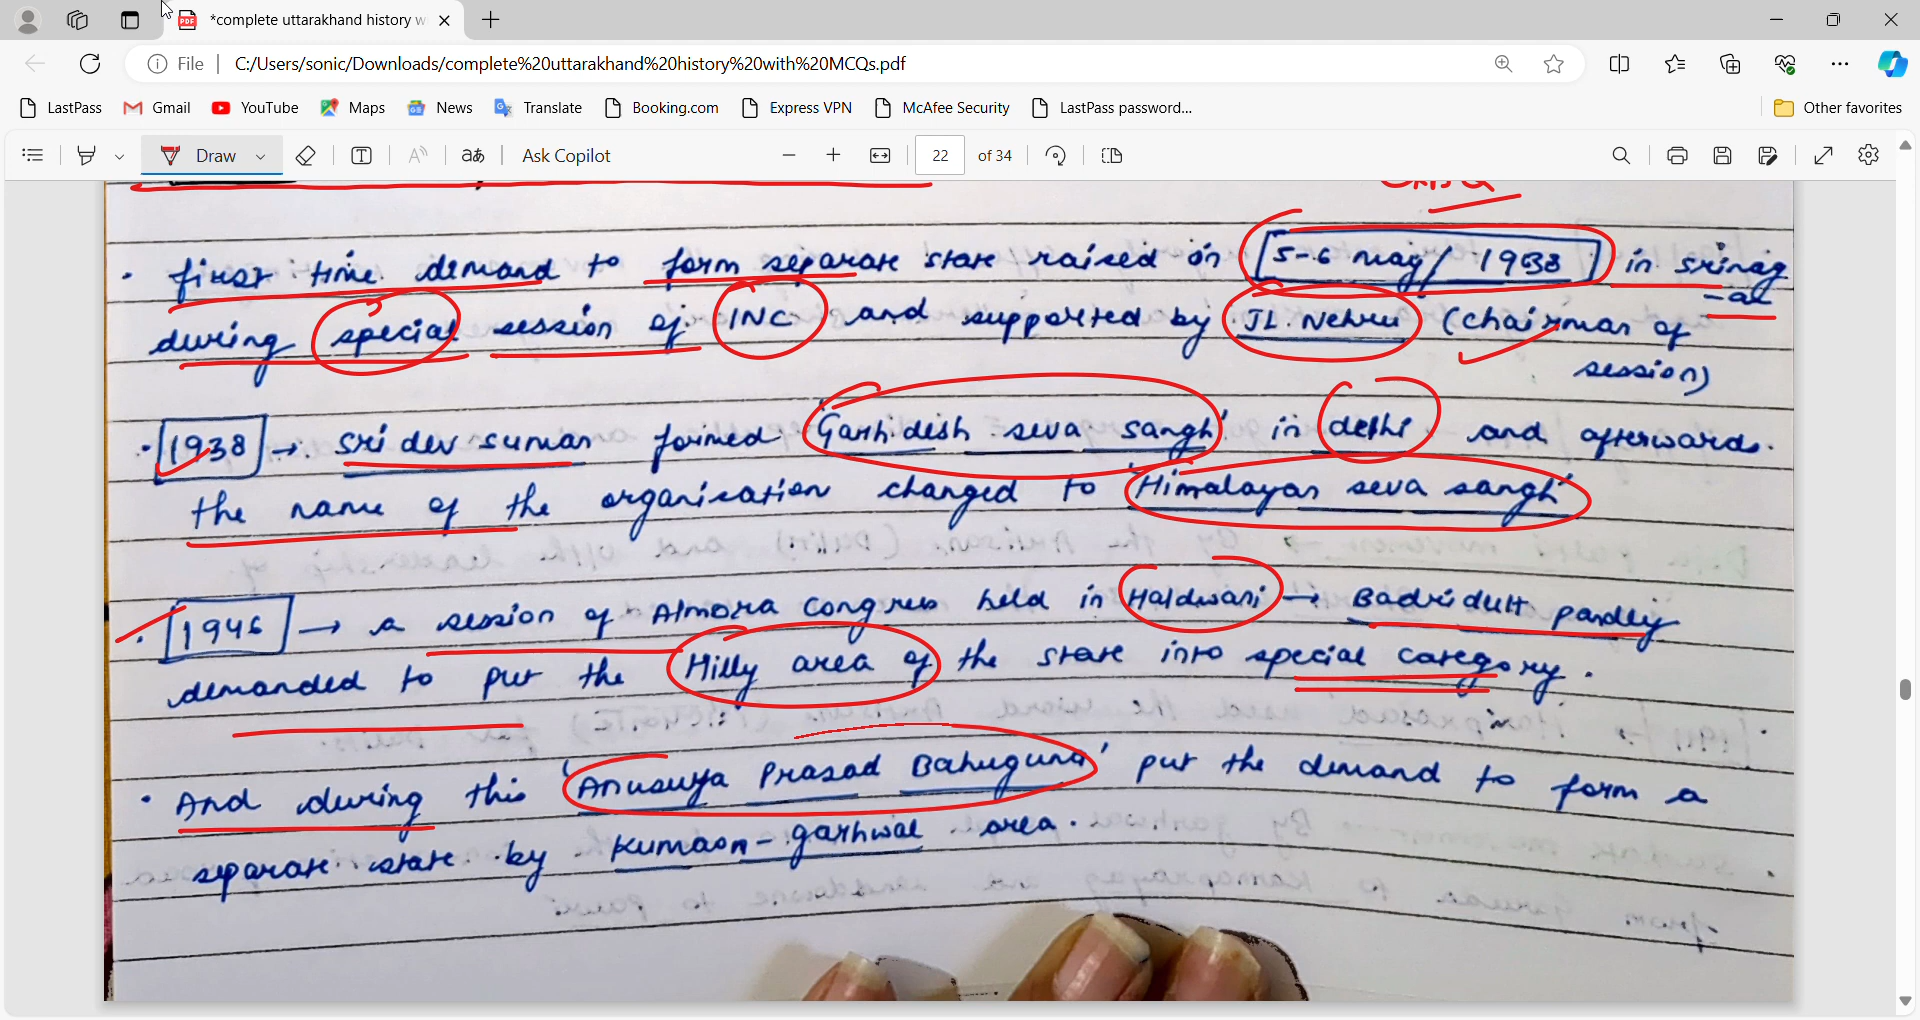 *complete uttarakhand history w
File
C:/Users/sonic/Downloads/complete%20uttarakhand%20history%20with%20MCQs.pdf
LastPass
Gmail
YouTube
Maps
News
Translate
Booking.com
Express VPN
McAfee Security
LastPass password...
Other favorites
Draw
Ask Copilot
22
of 34
• first time demand to form separate state raised on 5-6 may/1938 in srinag
-al
during special session of INC and supported by JL. Nehru (chairman of
session)
• 1938 → sri dev suman formed 'Garhdesh seva sangh' in delhi and afterwards.
the name of the organisation changed to 'Himalayan seva sangh'
• 1946 → a session of Almora Congress held in Haldwani → Badri dutt pandey
demanded to put the Hilly area of the state into special category.
• And during this 'Anusuya Prasad Bahuguna' put the demand to form a
separate state by Kumaon-garhwal area.